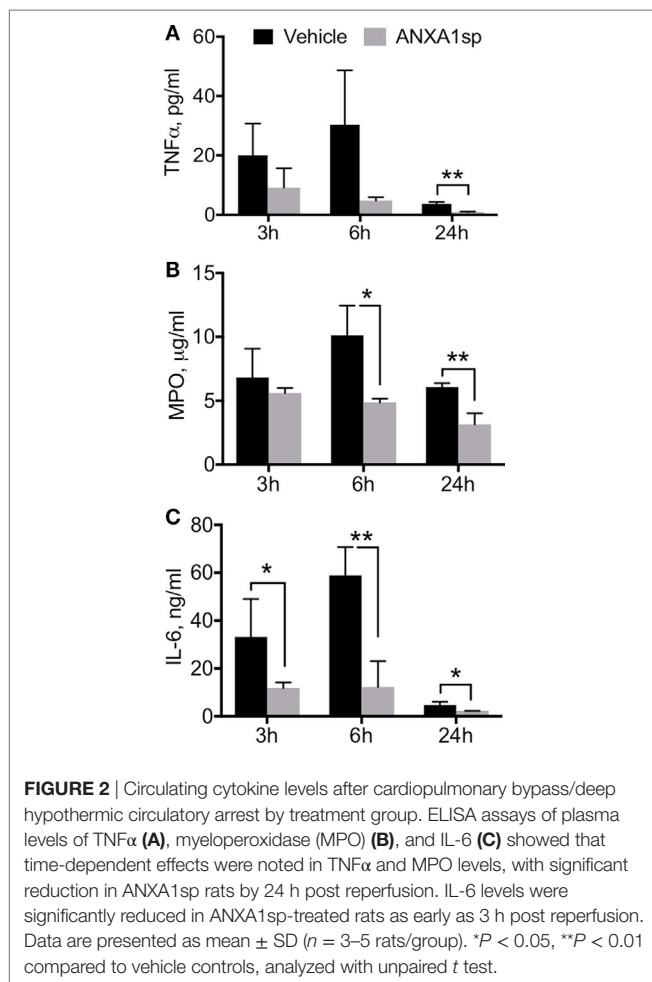 A
Vehicle ANXA1sp
TNFα, pg/ml
60
40
20
0
**
3h 6h 24h
B
MPO, μg/ml
15
10
5
0
*
**
3h 6h 24h
C
IL-6, ng/ml
80
60
40
20
0
*
**
*
3h 6h 24h
FIGURE 2 | Circulating cytokine levels after cardiopulmonary bypass/deep
hypothermic circulatory arrest by treatment group. ELISA assays of plasma
levels of TNFα (A), myeloperoxidase (MPO) (B), and IL-6 (C) showed that
time-dependent effects were noted in TNFα and MPO levels, with significant
reduction in ANXA1sp rats by 24 h post reperfusion. IL-6 levels were
significantly reduced in ANXA1sp-treated rats as early as 3 h post reperfusion.
Data are presented as mean ± SD (n = 3–5 rats/group). *P < 0.05, **P < 0.01
compared to vehicle controls, analyzed with unpaired t test.